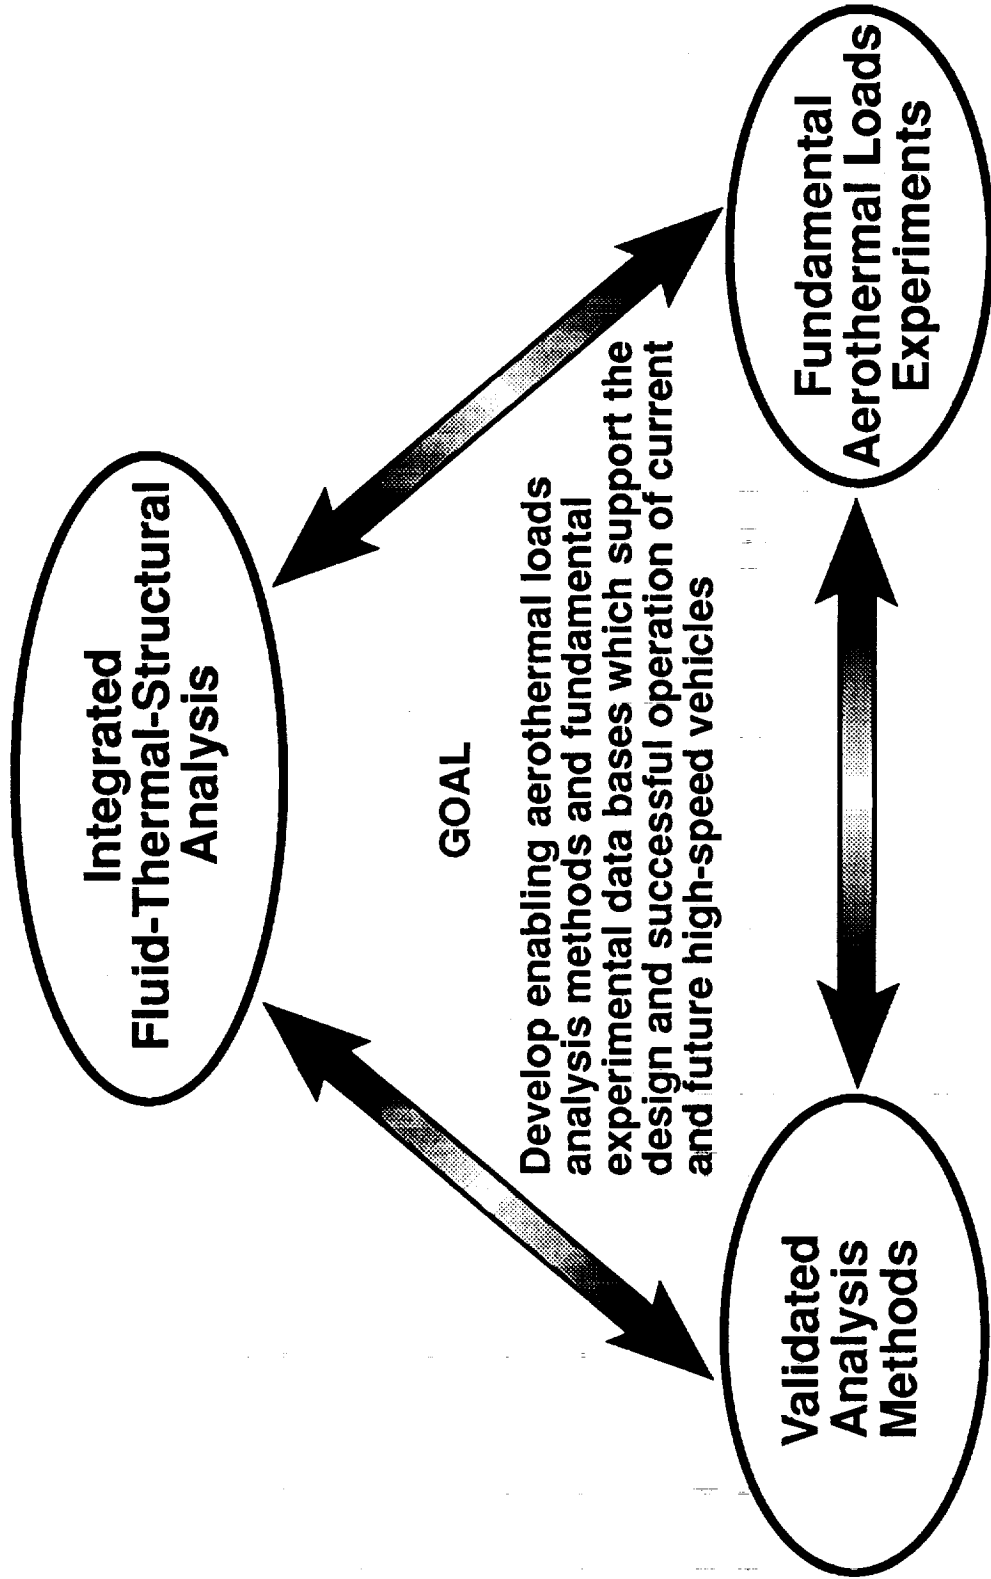 Integrated
Fluid-Thermal-Structural
Analysis
GOAL
Develop enabling aerothermal loads
analysis methods and fundamental
experimental data bases which support the
design and successful operation of current
and future high-speed vehicles
Validated
Analysis
Methods
Fundamental
Aerothermal Loads
Experiments